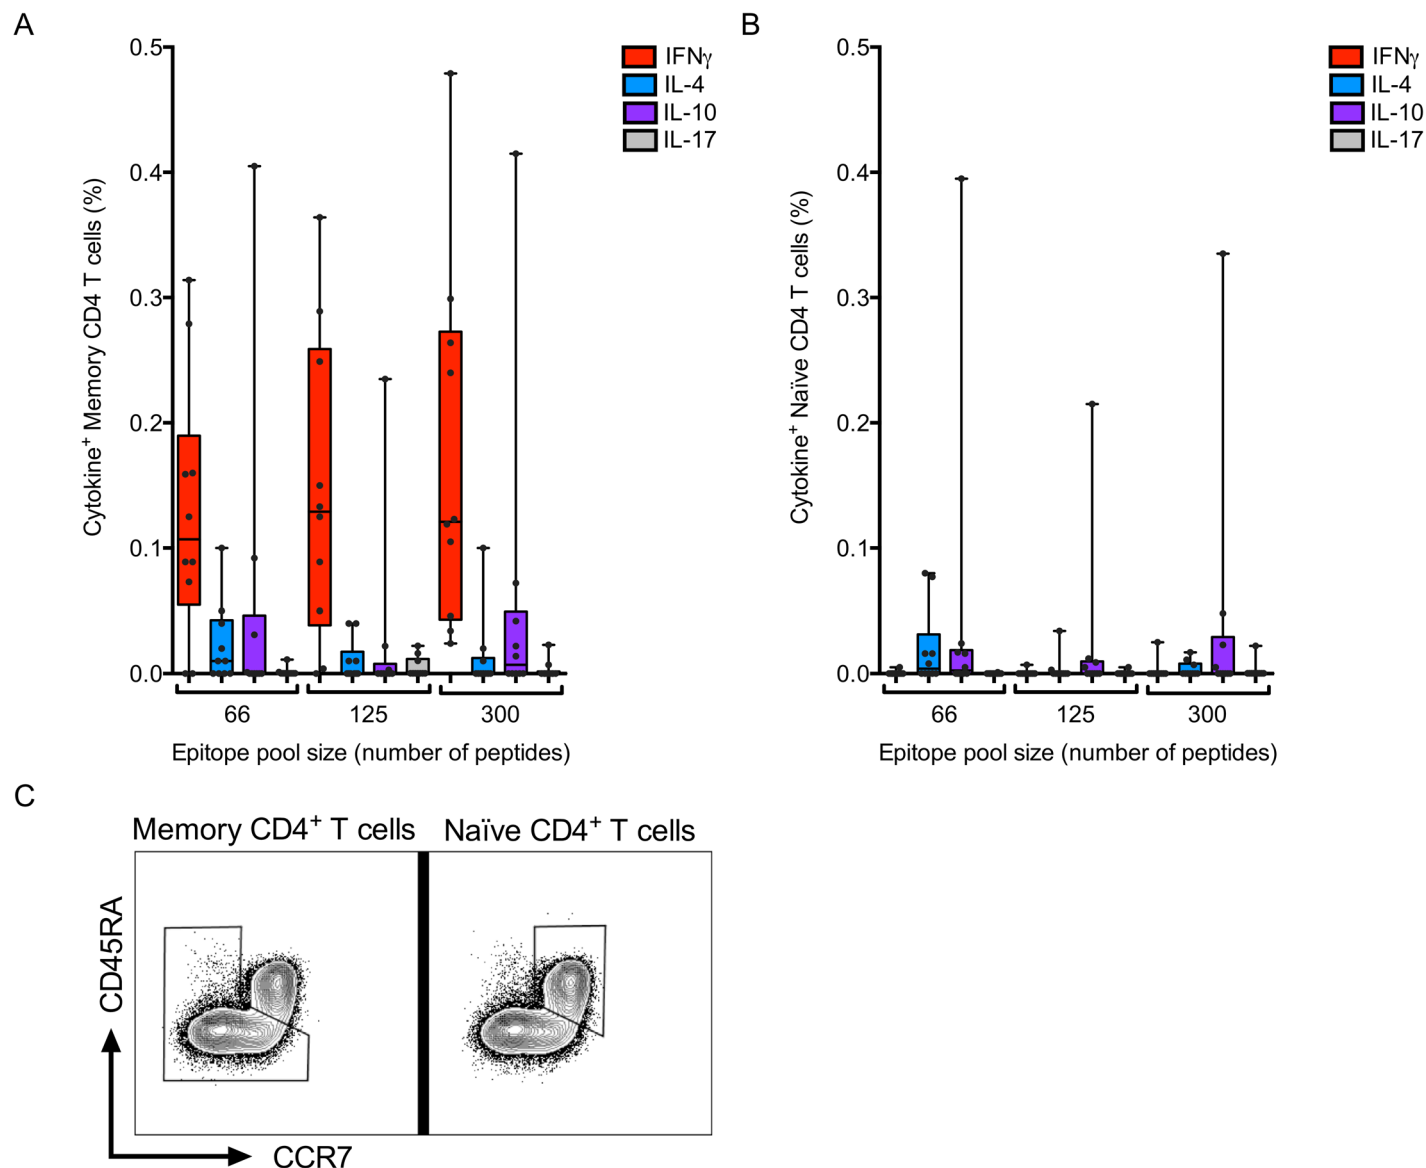 A
Cytokine⁺ Memory CD4 T cells (%)
0.5
0.4
0.3
0.2
0.1
0.0
IFNγ
IL-4
IL-10
IL-17
66 125 300
Epitope pool size (number of peptides)
B
Cytokine⁺ Naïve CD4 T cells (%)
0.5
0.4
0.3
0.2
0.1
0.0
IFNγ
IL-4
IL-10
IL-17
66 125 300
Epitope pool size (number of peptides)
C
Memory CD4⁺ T cells Naïve CD4⁺ T cells
CD45RA
CCR7